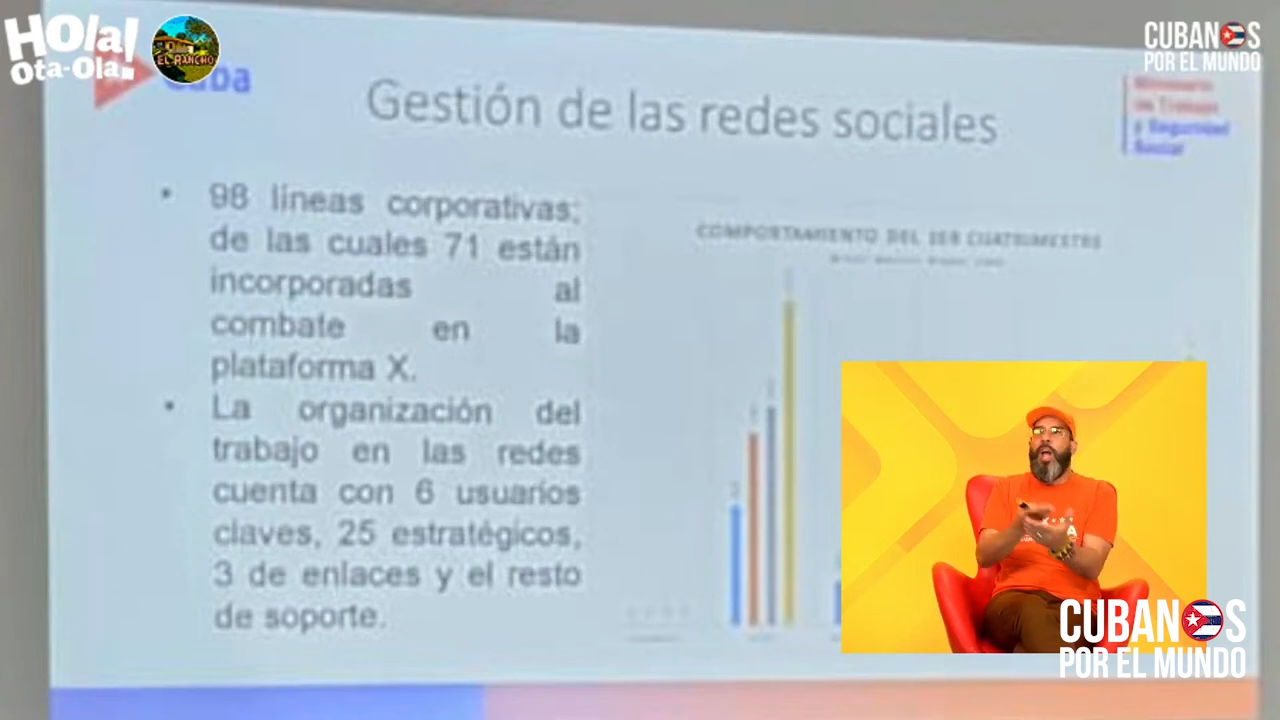 HOla!
Ota-Ola!
EL RANCHO
CUBANOS
POR EL MUNDO
Cuba
Gestión de las redes sociales
Ministerio
de Trabajo
y Seguridad
Social
• 98 líneas corporativas;
de las cuales 71 están
incorporadas al
combate en la
plataforma X.
• La organización del
trabajo en las redes
cuenta con 6 usuarios
claves, 25 estratégicos,
3 de enlaces y el resto
de soporte.
COMPORTAMIENTO DEL 1ER CUATRIMESTRE
CUBANOS
POR EL MUNDO